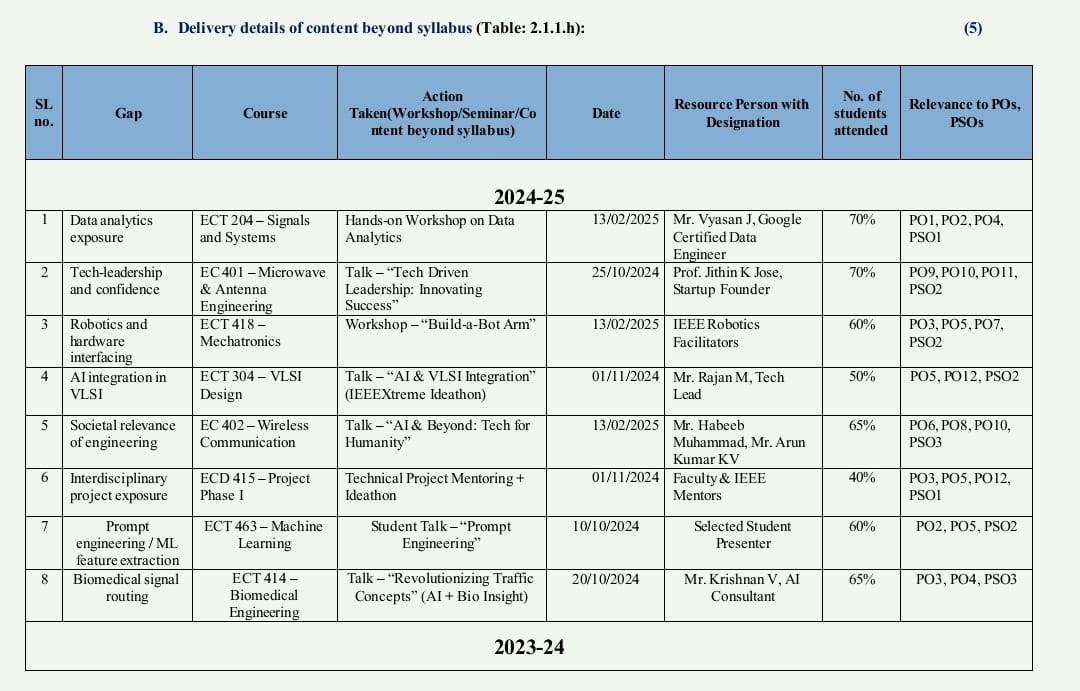 B. Delivery details of content beyond syllabus (Table: 2.1.1.h): (5)
SL no.
Gap
Course
Action
Taken(Workshop/Seminar/Co
ntent beyond syllabus)
Date
Resource Person with
Designation
No. of
students
attended
Relevance to POs,
PSOs
2024-25
1
Data analytics
exposure
ECT 204 – Signals
and Systems
Hands-on Workshop on Data
Analytics
13/02/2025
Mr. Vyasan J, Google
Certified Data
Engineer
70%
PO1, PO2, PO4,
PSO1
2
Tech-leadership
and confidence
EC 401 – Microwave
& Antenna
Engineering
Talk – “Tech Driven
Leadership: Innovating
Success”
25/10/2024
Prof. Jithin K Jose,
Startup Founder
70%
PO9, PO10, PO11,
PSO2
3
Robotics and
hardware
interfacing
ECT 418 –
Mechatronics
Workshop – “Build-a-Bot Arm”
13/02/2025
IEEE Robotics
Facilitators
60%
PO3, PO5, PO7,
PSO2
4
AI integration in
VLSI
ECT 304 – VLSI
Design
Talk – “AI & VLSI Integration”
(IEEEXtreme Ideathon)
01/11/2024
Mr. Rajan M, Tech
Lead
50%
PO5, PO12, PSO2
5
Societal relevance
of engineering
EC 402 – Wireless
Communication
Talk – “AI & Beyond: Tech for
Humanity”
13/02/2025
Mr. Habeeb
Muhammad, Mr. Arun
Kumar KV
65%
PO6, PO8, PO10,
PSO3
6
Interdisciplinary
project exposure
ECD 415 – Project
Phase I
Technical Project Mentoring +
Ideathon
01/11/2024
Faculty & IEEE
Mentors
40%
PO3, PO5, PO12,
PSO1
7
Prompt
engineering / ML
feature extraction
ECT 463 – Machine
Learning
Student Talk – “Prompt
Engineering”
10/10/2024
Selected Student
Presenter
60%
PO2, PO5, PSO2
8
Biomedical signal
routing
ECT 414 –
Biomedical
Engineering
Talk – “Revolutionizing Traffic
Concepts” (AI + Bio Insight)
20/10/2024
Mr. Krishnan V, AI
Consultant
65%
PO3, PO4, PSO3
2023-24